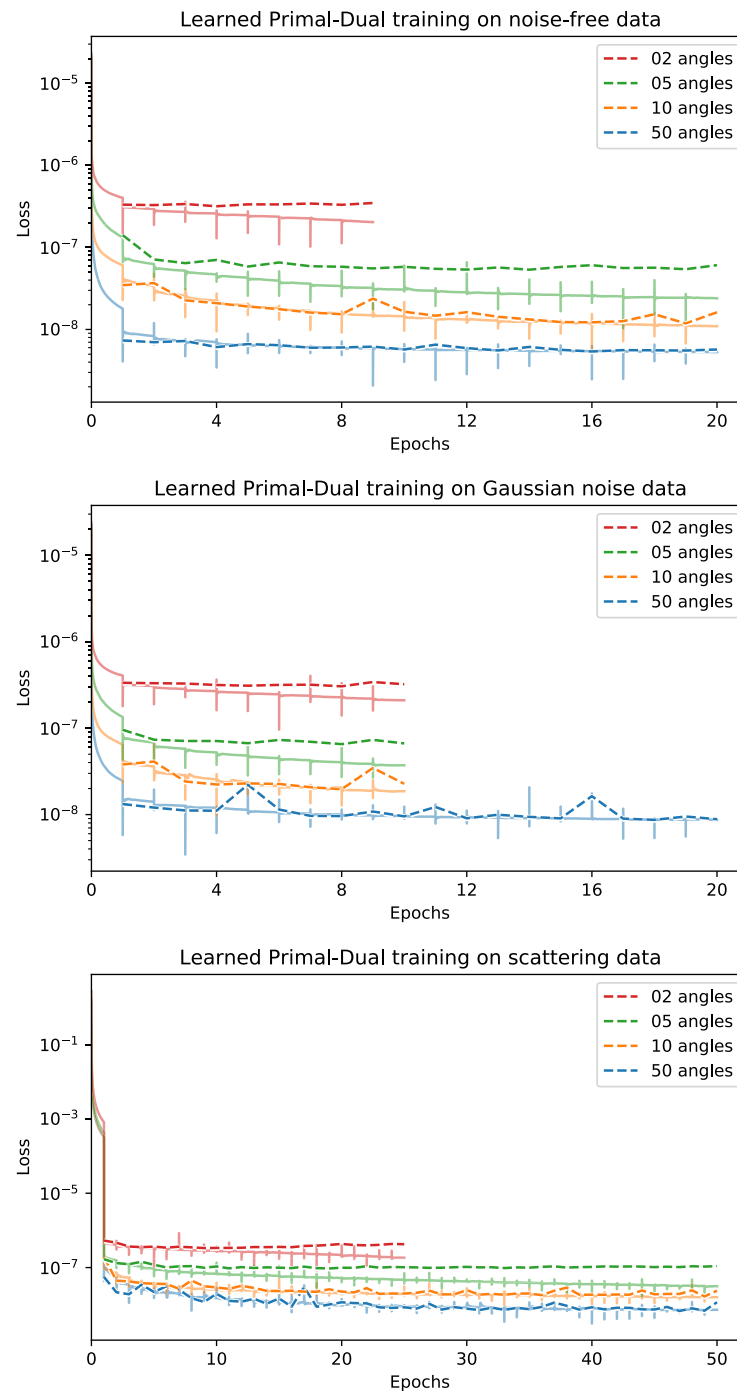 Learned Primal-Dual training on noise-free data
02 angles
05 angles
10 angles
50 angles
10⁻⁵
10⁻⁶
10⁻⁷
10⁻⁸
Loss
0 4 8 12 16 20
Epochs
Learned Primal-Dual training on Gaussian noise data
02 angles
05 angles
10 angles
50 angles
10⁻⁵
10⁻⁶
10⁻⁷
10⁻⁸
Loss
0 4 8 12 16 20
Epochs
Learned Primal-Dual training on scattering data
02 angles
05 angles
10 angles
50 angles
10⁻¹
10⁻³
10⁻⁵
10⁻⁷
Loss
0 10 20 30 40 50
Epochs